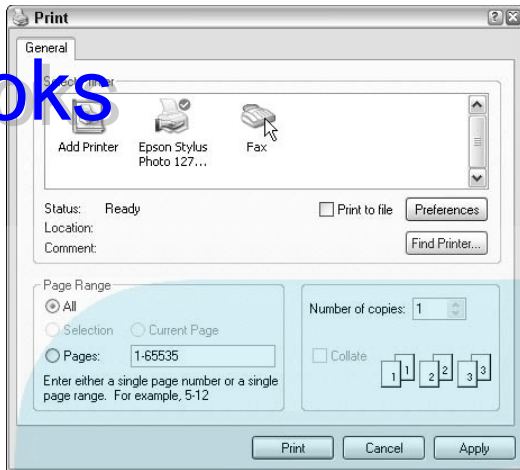 Print
General
Select Printer
oks
Add Printer
Epson Stylus
Photo 127...
Fax
Status: Ready
Location:
Comment:
Print to file
Preferences
Find Printer...
Page Range
All
Selection
Current Page
Pages:
1-65535
Enter either a single page number or a single
page range. For example, 5-12
Number of copies: 1
Collate
1 1 2 2 3 3
Print
Cancel
Apply